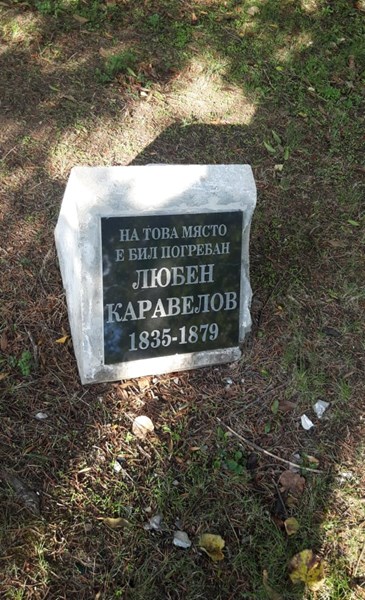 НА ТОВА МЯСТО
Е БИЛ ПОГРЕБАН
ЛЮБЕН
КАРАВЕЛОВ
1835-1879